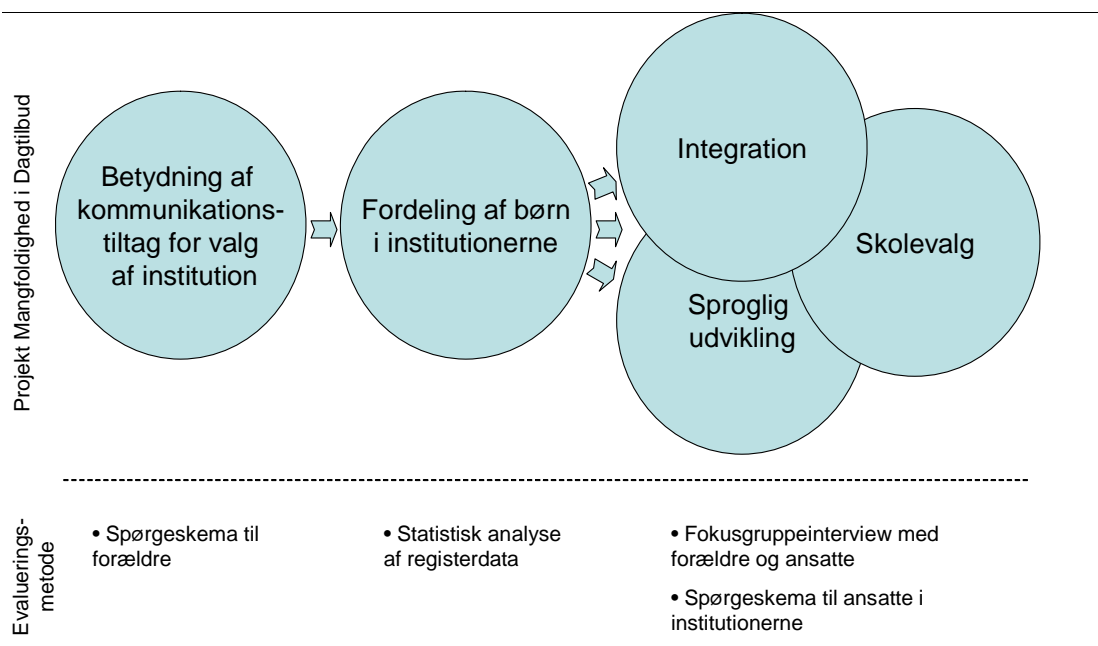 Projekt Mangfoldighed i Dagtilbud
Betydning af
kommunikations-
tiltag for valg
af institution
Fordeling af børn
i institutionerne
Integration
Skolevalg
Sproglig
udvikling
Evaluerings-
metode
• Spørgeskema til
forældre
• Statistisk analyse
af registerdata
• Fokusgruppeinterview med
forældre og ansatte
• Spørgeskema til ansatte i
institutionerne